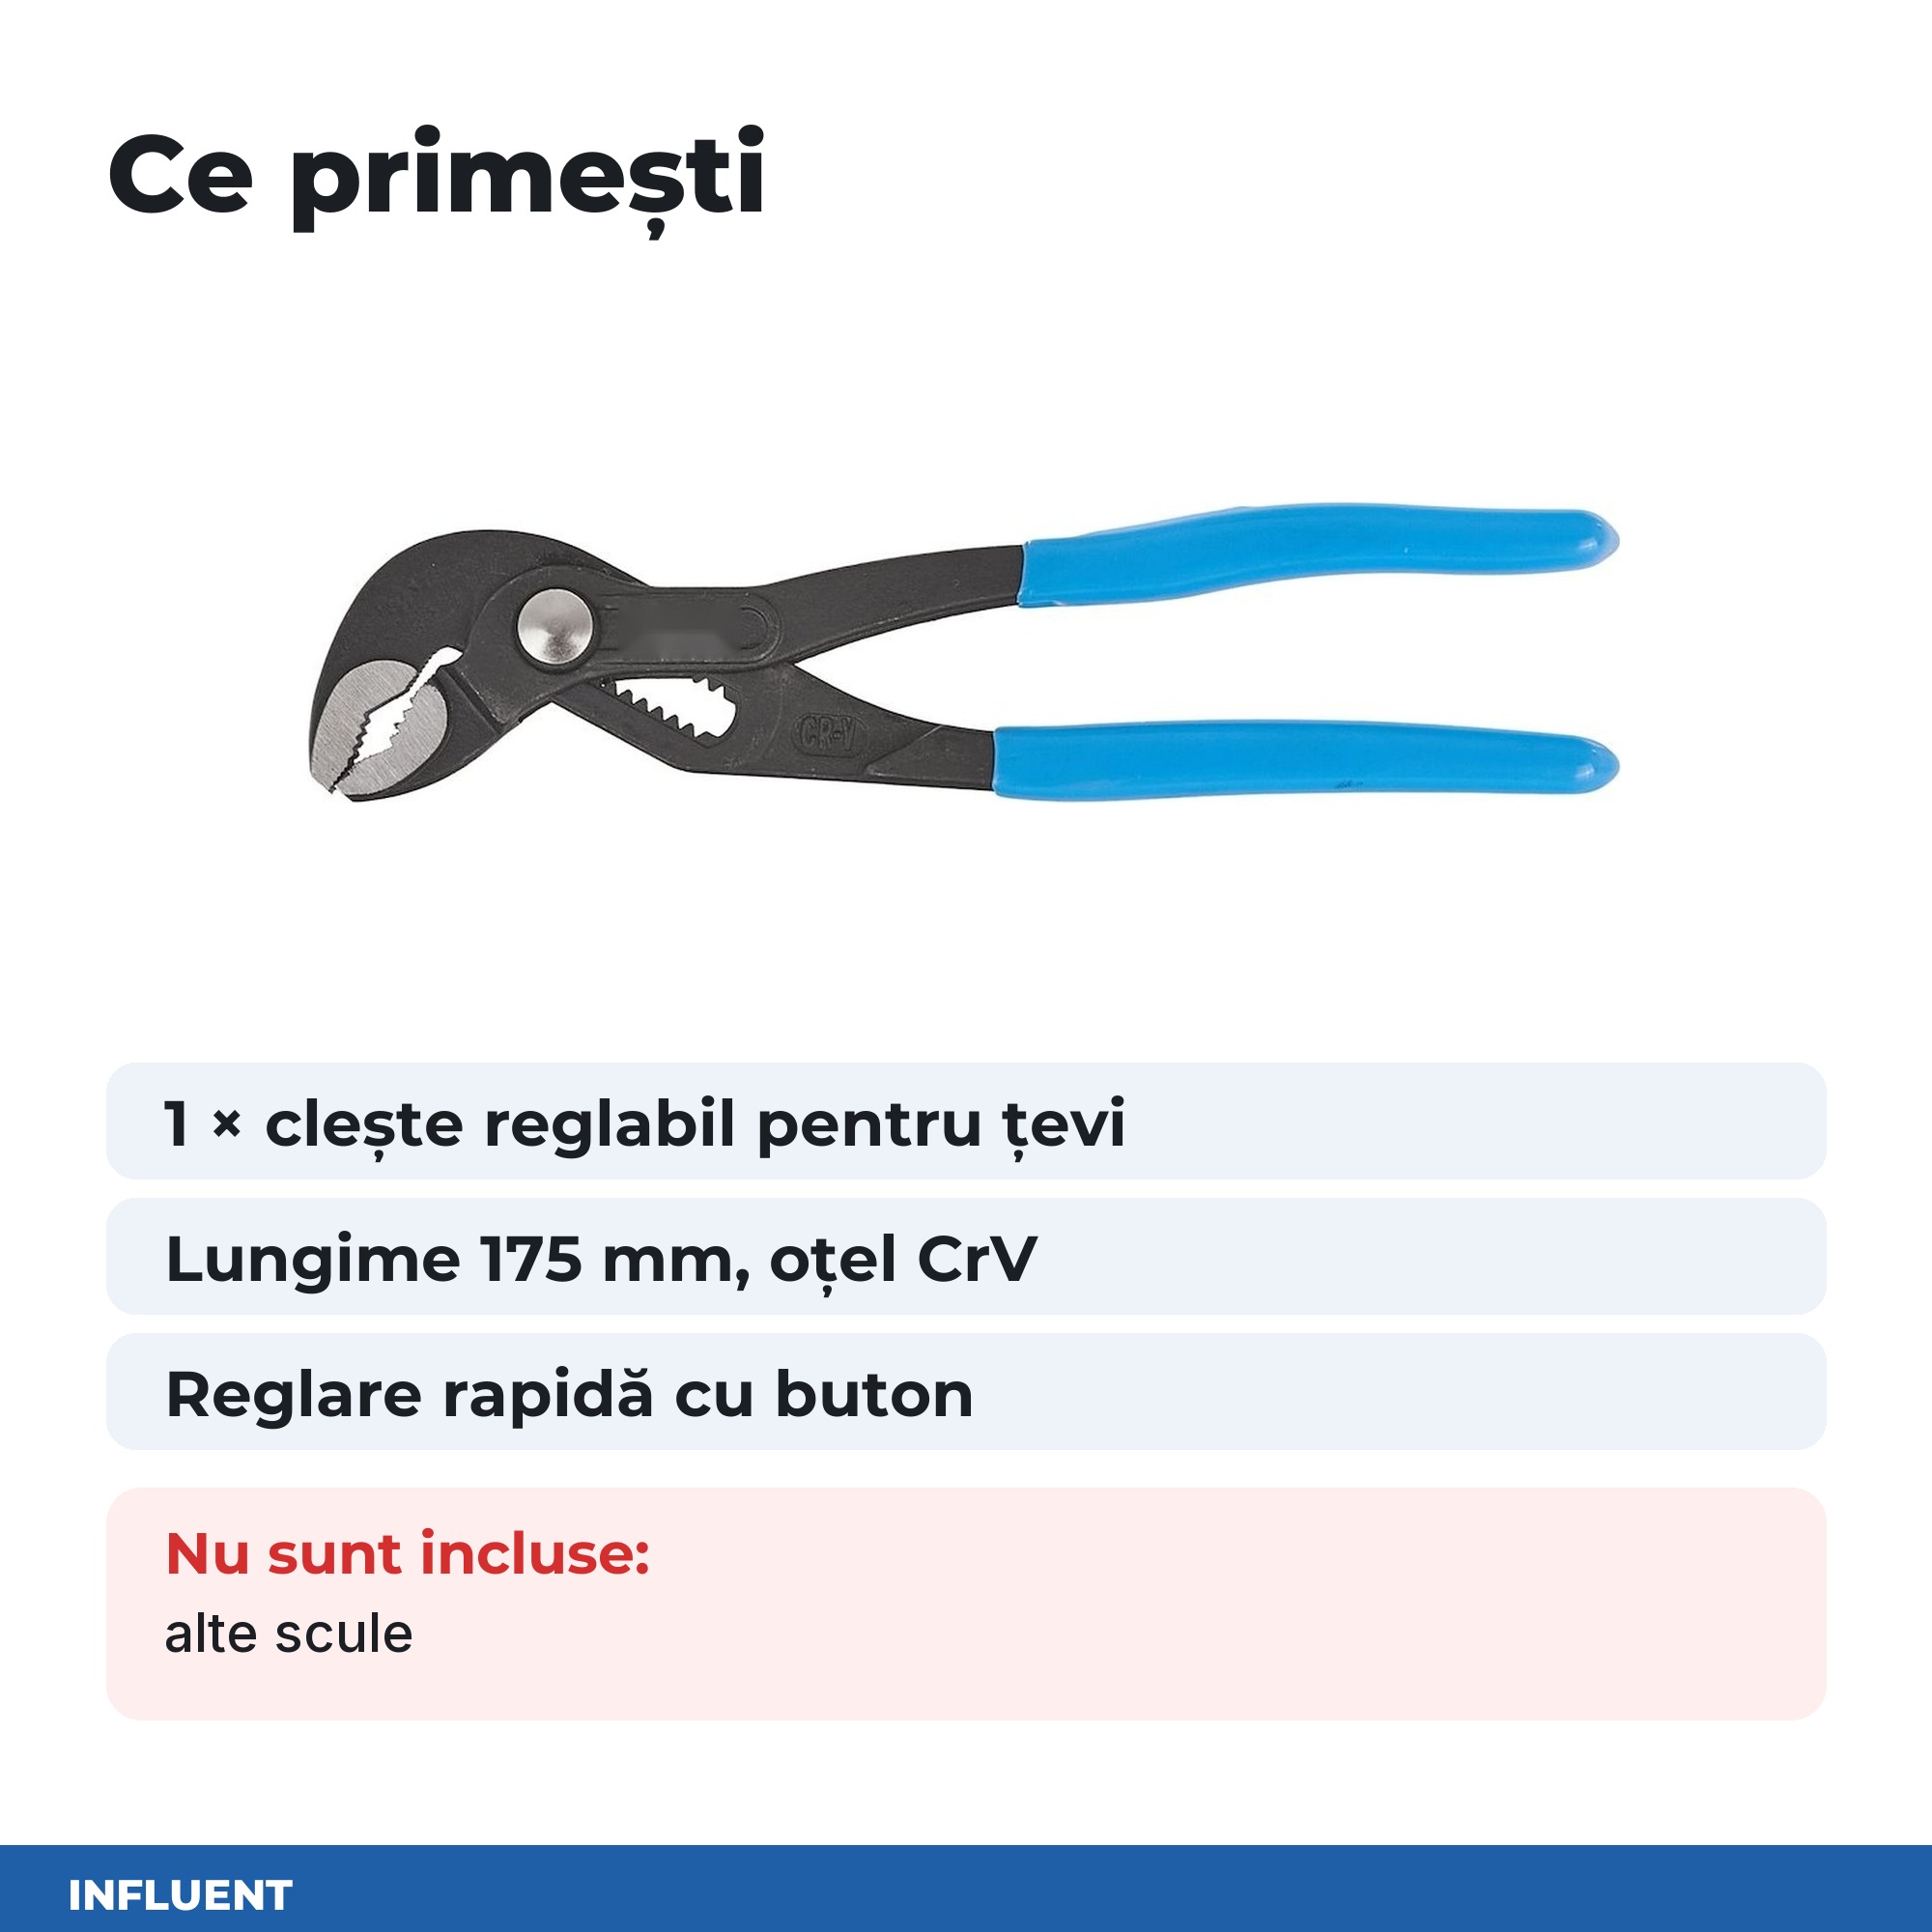 Ce primești
CR-V
1 × clește reglabil pentru țevi
Lungime 175 mm, oțel CrV
Reglare rapidă cu buton
Nu sunt incluse:
alte scule
INFLUENT